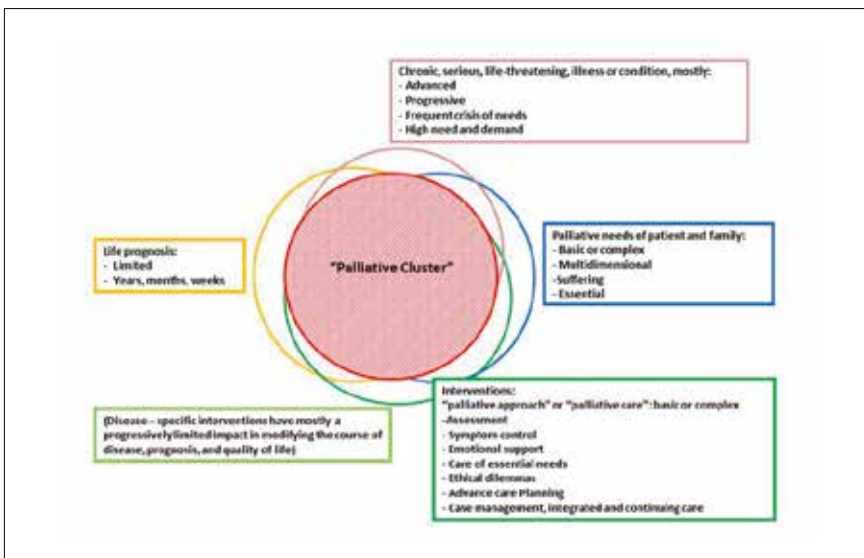 Chronic, serious, life-threatening, illness or condition, mostly:
- Advanced
- Progressive
- Frequent crisis of needs
- High need and demand
"Palliative Cluster"
Life prognosis:
- Limited
- Years, months, weeks
Palliative needs of patient and family:
- Basic or complex
- Multidimensional
-Suffering
- Essential
(Disease – specific interventions have mostly a
progressively limited impact in modifying the course of
disease, prognosis, and quality of life)
Interventions:
"palliative approach" or "palliative care": basic or complex
-Assessment
- Symptom control
- Emotional support
- Care of essential needs
- Ethical dilemmas
- Advance care Planning
- Case management, integrated and continuing care